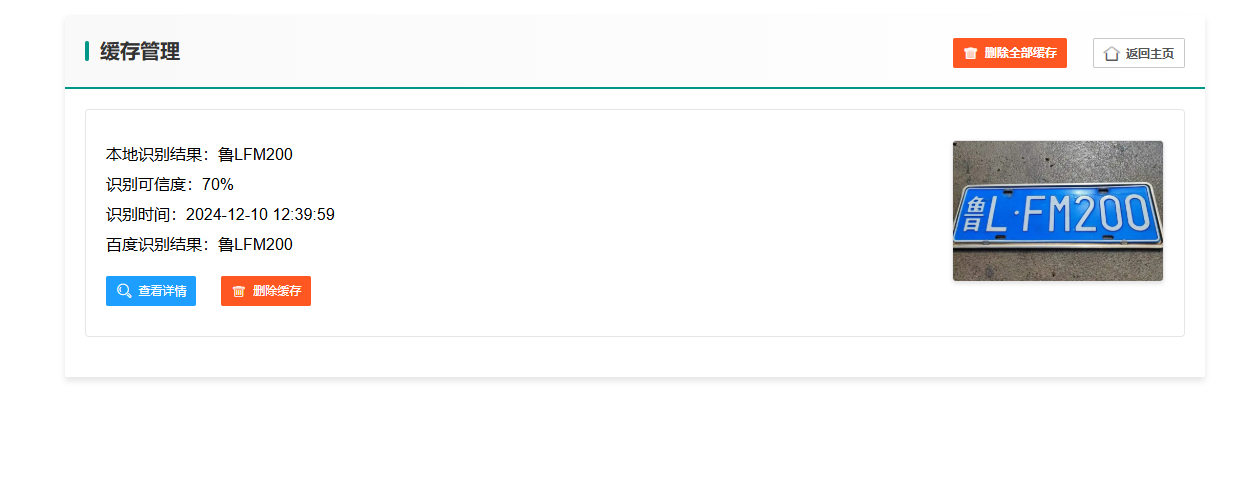 缓存管理
删除全部缓存
返回主页
本地识别结果：鲁LFM200
识别可信度：70%
识别时间：2024-12-10 12:39:59
百度识别结果：鲁LFM200
查看详情
删除缓存
鲁L·FM200